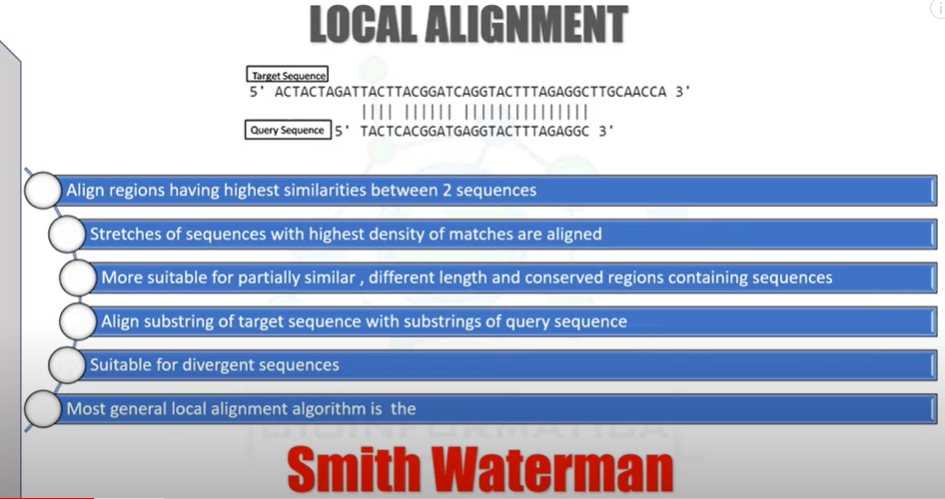 LOCAL ALIGNMENT
Target Sequence
5' ACTACTAGATTACTTACGGATCAGGTACTTTAGAGGCTTGCAACCA 3'
|||| |||||| |||||||||||||||
Query Sequence 5' TACTCACGGATGAGGTACTTTAGAGGC 3'
Align regions having highest similarities between 2 sequences
Stretches of sequences with highest density of matches are aligned
More suitable for partially similar , different length and conserved regions containing sequences
Align substring of target sequence with substrings of query sequence
Suitable for divergent sequences
Most general local alignment algorithm is the
BIOINFORMATICA
Smith Waterman